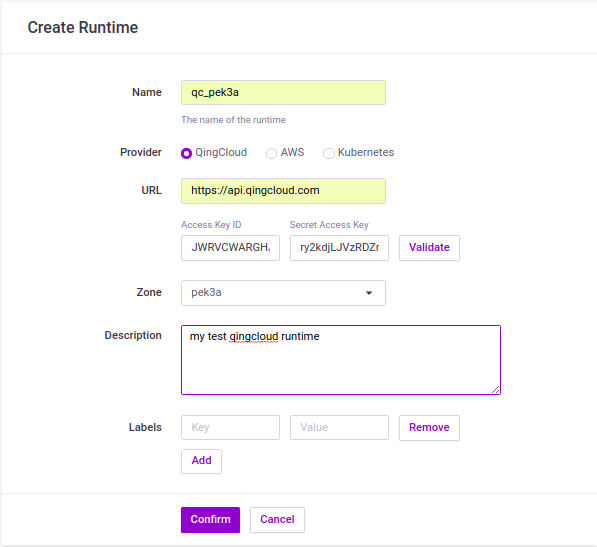 Create Runtime
Name qc_pek3a
The name of the runtime
Provider QingCloud AWS Kubernetes
URL https://api.qingcloud.com
Access Key ID Secret Access Key
JWRVCWARGH. ry2kdjLJVzRDZr Validate
Zone pek3a
Description my test qingcloud runtime
Labels Key Value Remove
Add
Confirm Cancel